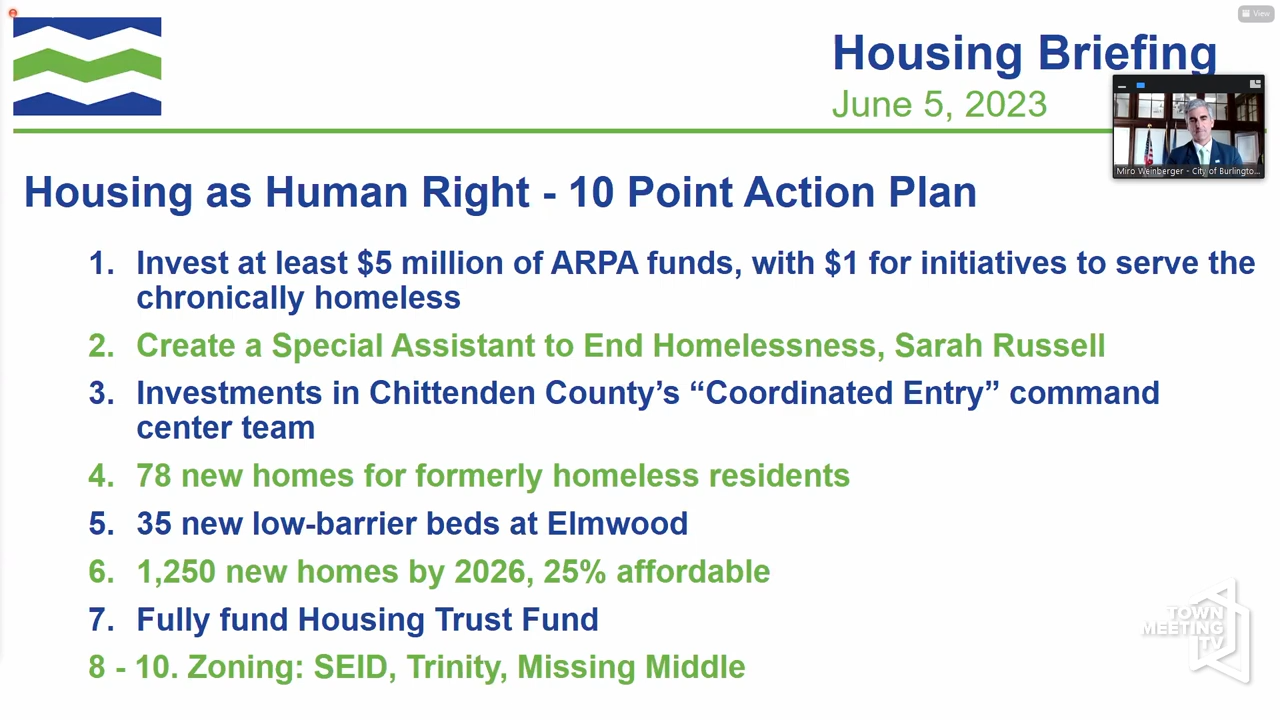 View
Housing Briefing
June 5, 2023
Miro Weinberger - City of Burlingto...
Housing as Human Right - 10 Point Action Plan
1. Invest at least $5 million of ARPA funds, with $1 for initiatives to serve the
chronically homeless
2. Create a Special Assistant to End Homelessness, Sarah Russell
3. Investments in Chittenden County’s “Coordinated Entry” command
center team
4. 78 new homes for formerly homeless residents
5. 35 new low-barrier beds at Elmwood
6. 1,250 new homes by 2026, 25% affordable
7. Fully fund Housing Trust Fund
8 - 10. Zoning: SEID, Trinity, Missing Middle
TOWN
MEETING
TV